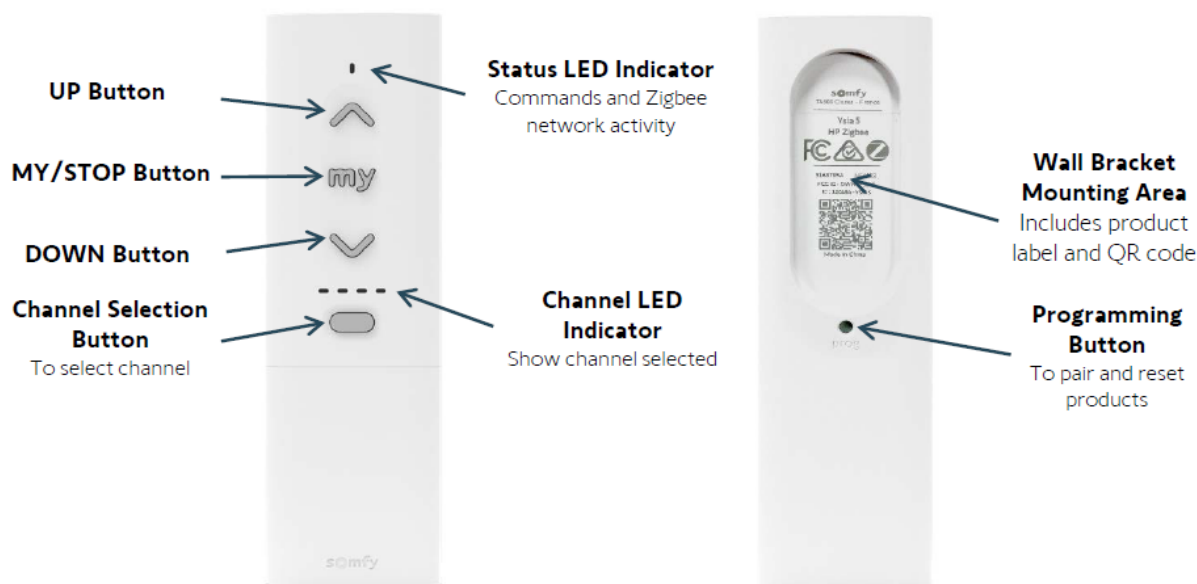 UP Button
MY/STOP Button
DOWN Button
Channel Selection
Button
To select channel
my
somfy
Status LED Indicator
Commands and Zigbee
network activity
Channel LED
Indicator
Show channel selected
somfy
Ysia 5
HP Zigbee
FC
Made in China
prog
Wall Bracket
Mounting Area
Includes product
label and QR code
Programming
Button
To pair and reset
products